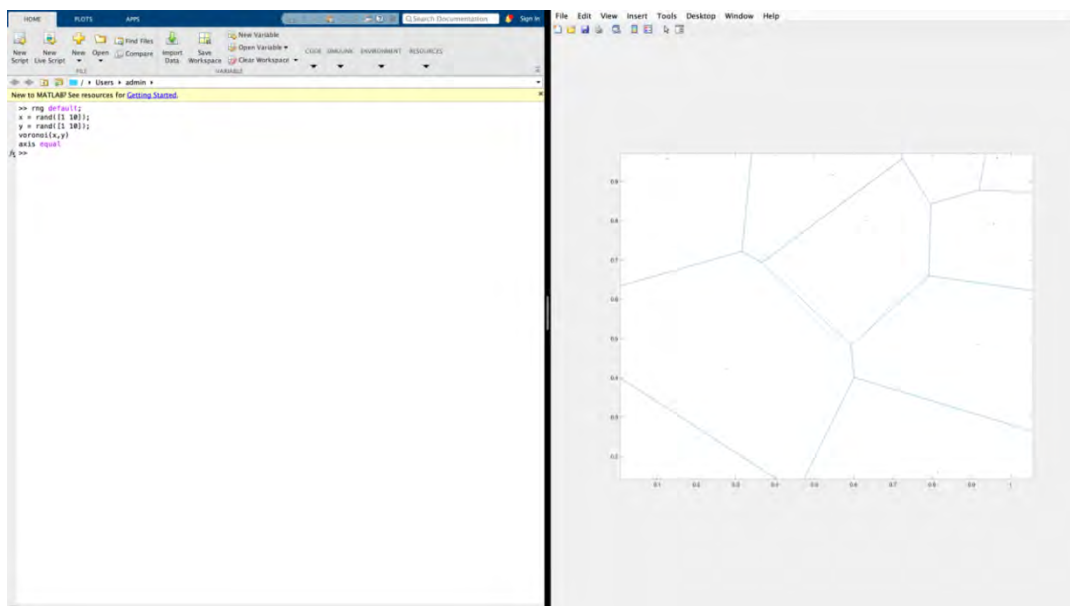 HOME PLOTS APPS
Search Documentation Sign In
New Script
New Live Script
New
Open
Find Files
Compare
Import Data
Save Workspace
New Variable
Open Variable
Clear Workspace
CODE SIMULINK ENVIRONMENT RESOURCES
FILE VARIABLE
/ Users admin
New to MATLAB? See resources for Getting Started.
>> rng default;
x = rand([1 10]);
y = rand([1 10]);
voronoi(x,y)
axis equal
fx >>
File Edit View Insert Tools Desktop Window Help
0.9
0.8
0.7
0.6
0.5
0.4
0.3
0.2
0.1 0.2 0.3 0.4 0.5 0.6 0.7 0.8 0.9 1